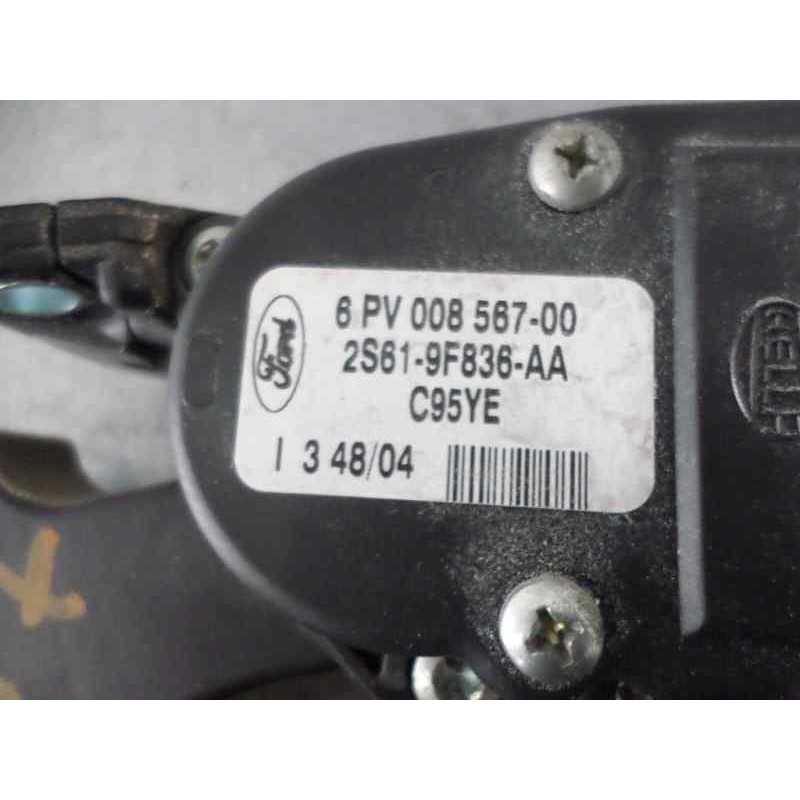 Ford
6 PV 008 567-00
2S61-9F836-AA
C95YE
I 3 48/04
HELLA